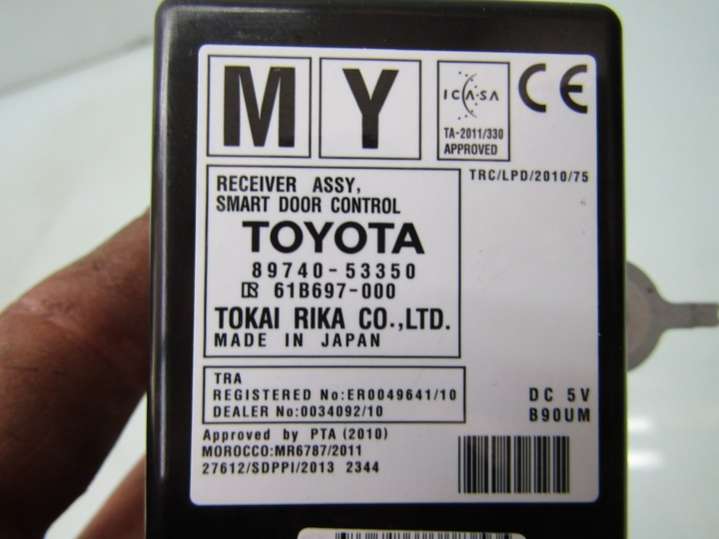 M Y
ICASA
TA-2011/330
APPROVED
CE
TRC/LPD/2010/75
RECEIVER ASSY,
SMART DOOR CONTROL
TOYOTA
89740-53350
61B697-000
TOKAI RIKA CO.,LTD.
MADE IN JAPAN
TRA
REGISTERED No:ER0049641/10
DEALER No:0034092/10
DC 5V
B90UM
Approved by PTA (2010)
MOROCCO:MR6787/2011
27612/SDPPI/2013 2344